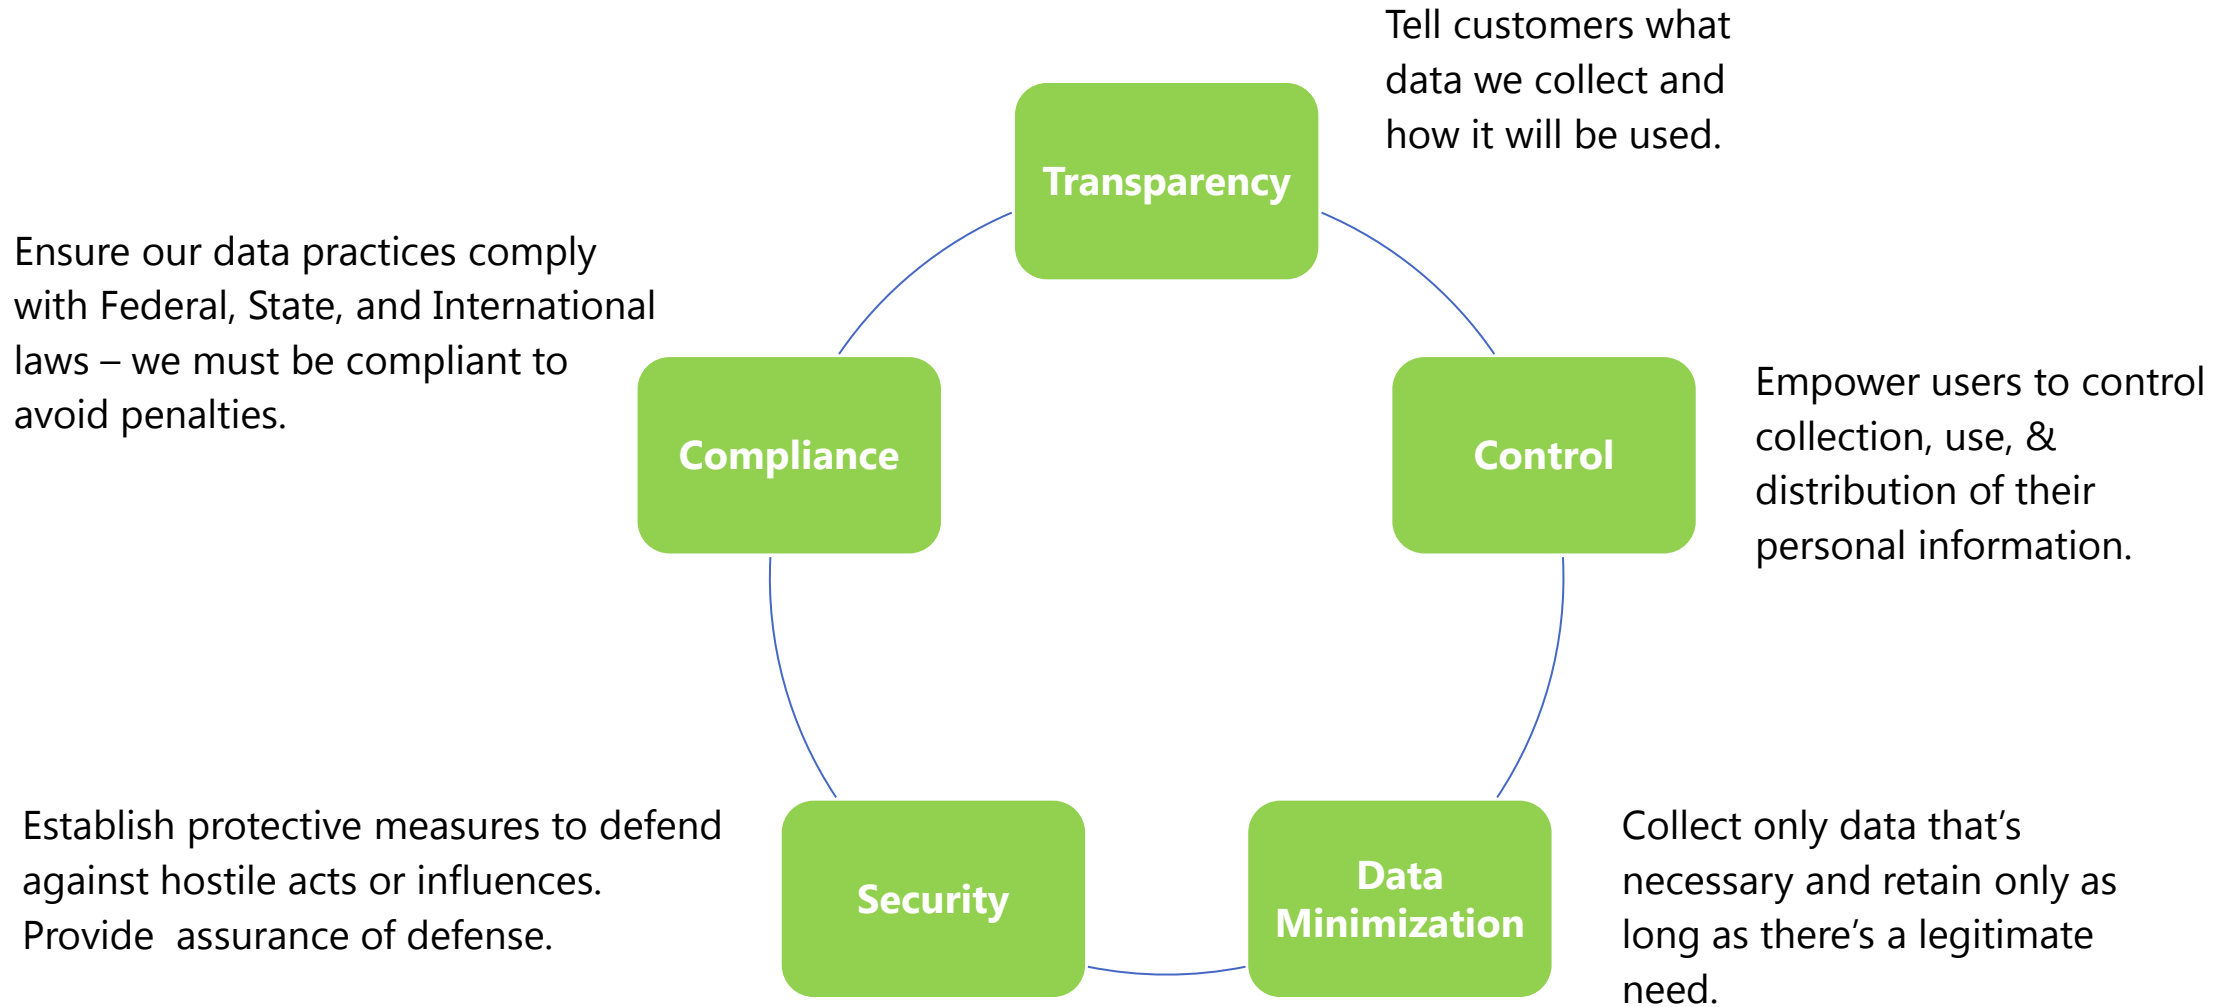 Tell customers what
data we collect and
how it will be used.
Transparency
Ensure our data practices comply
with Federal, State, and International
laws – we must be compliant to
avoid penalties.
Compliance
Control
Empower users to control
collection, use, &
distribution of their
personal information.
Establish protective measures to defend
against hostile acts or influences.
Provide  assurance of defense.
Security
Data
Minimization
Collect only data that’s
necessary and retain only as
long as there’s a legitimate
need.